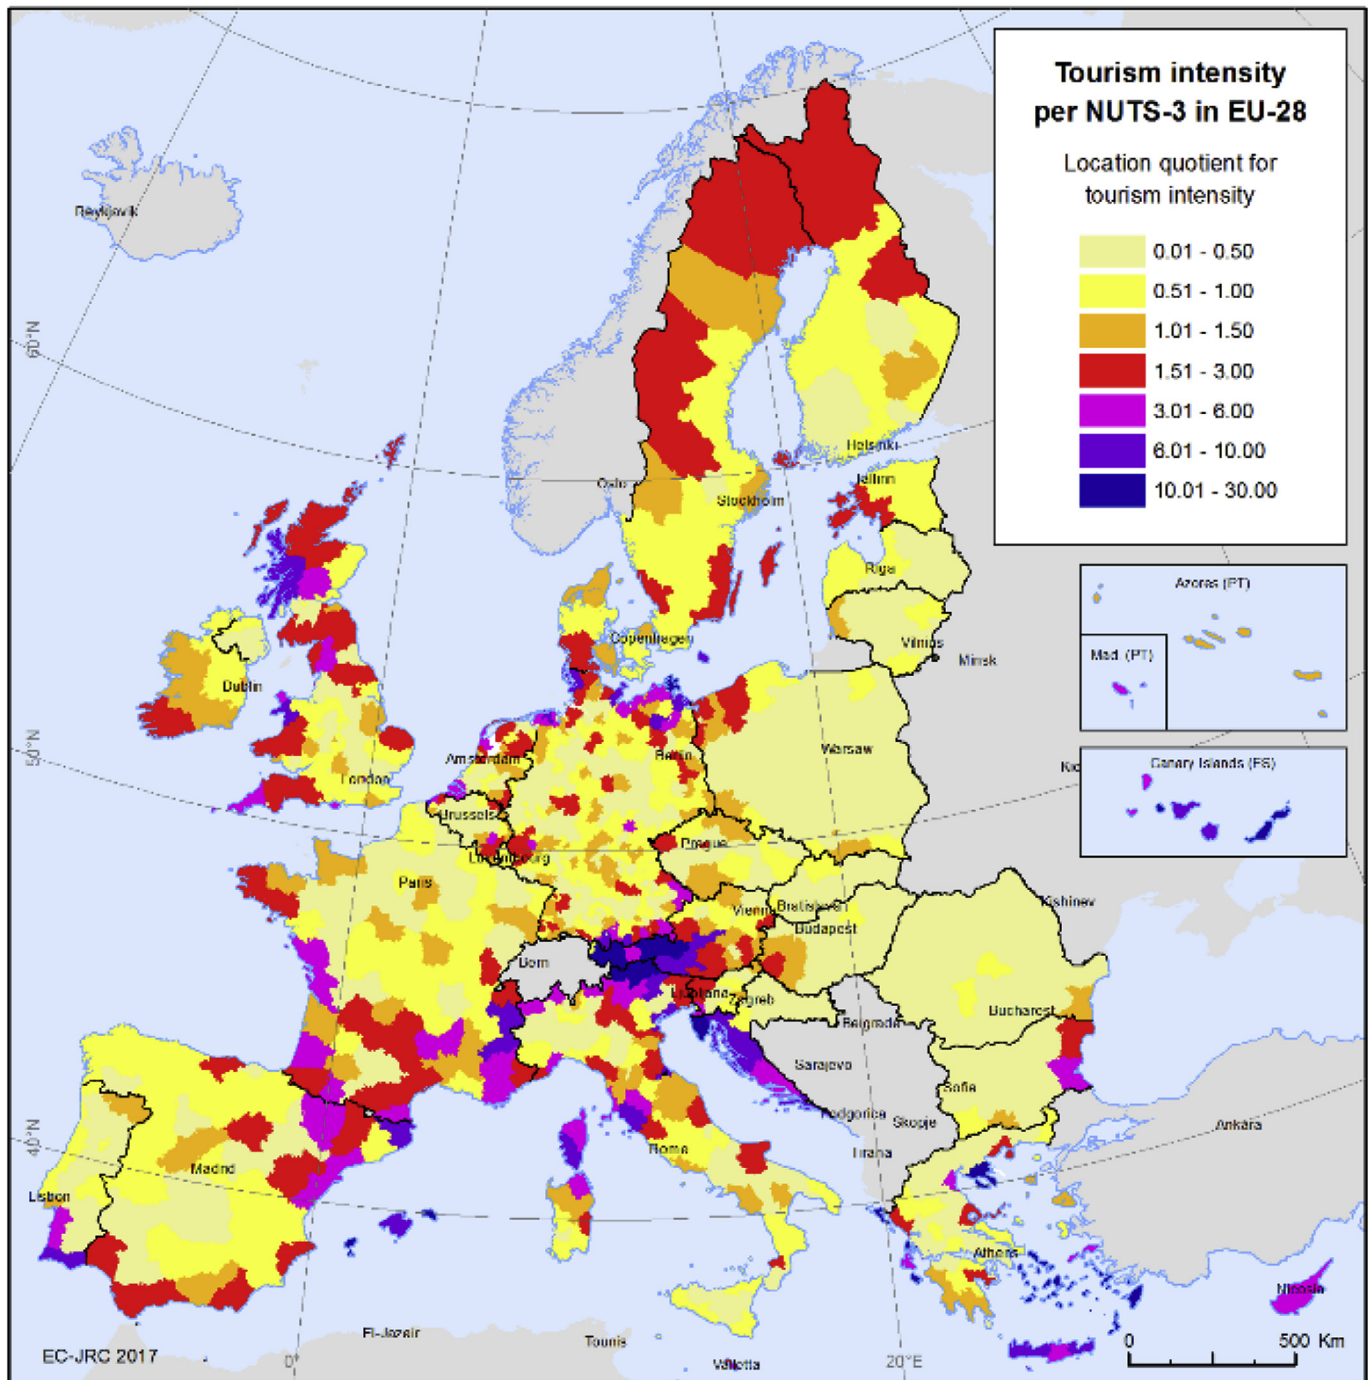 Tourism intensity
per NUTS-3 in EU-28
Location quotient for
tourism intensity
0.01 - 0.50
0.51 - 1.00
1.01 - 1.50
1.51 - 3.00
3.01 - 6.00
6.01 - 10.00
10.01 - 30.00
Reykjavik
60°N
Helsinki
Oslo
Tallinn
Stockholm
Riga
Azores (PT)
Copenhagen
Vilnius
Med. (PT)
Minsk
Dublin
50°N
Warsaw
Berlin
Amsterdam
Canary Islands (ES)
London
Brussels
Prague
Luxembourg
Paris
Vienna
Bratislava
Kishinev
Budapest
Bern
Ljubljana
Zagreb
Bucharest
Belgrade
Sarajevo
Sofia
Podgorica
Skopje
Ankara
40°N
Rome
Tirana
Madrid
Lisbon
Athens
Nicosia
El-Jazair
Tounis
0
500 Km
EC-JRC 2017
0°
Valletta
20°E